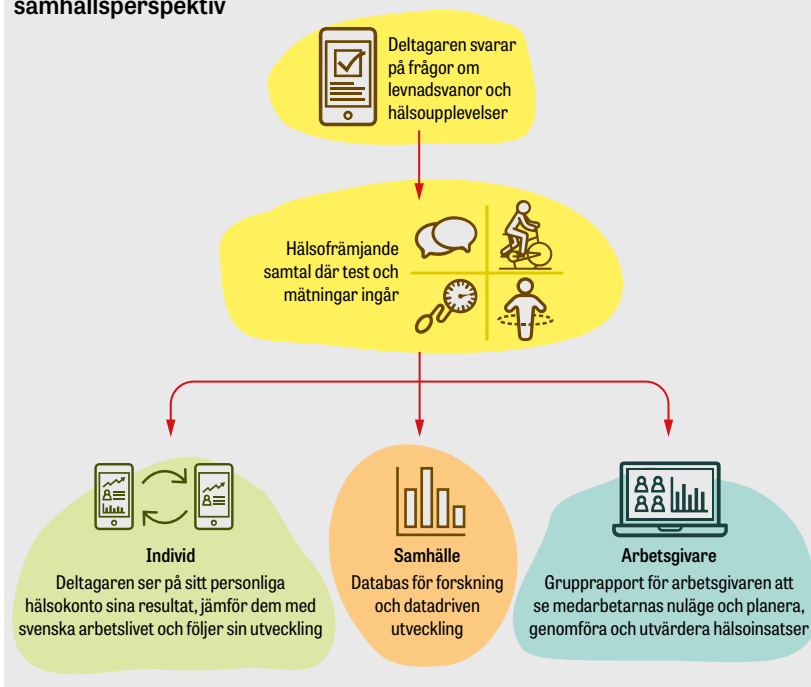 samhällsperspektiv
Deltagaren svarar
på frågor om
levnadsvanor och
hälsoupplevelser
Hälsofrämjande
samtal där test och
mätningar ingår
Individ
Deltagaren ser på sitt personliga
hälsokonto sina resultat, jämför dem med
svenska arbetslivet och följer sin utveckling
Samhälle
Databas för forskning
och datadriven
utveckling
Arbetsgivare
Grupprapport för arbetsgivaren att
se medarbetarnas nuläge och planera,
genomföra och utvärdera hälsoinsatser